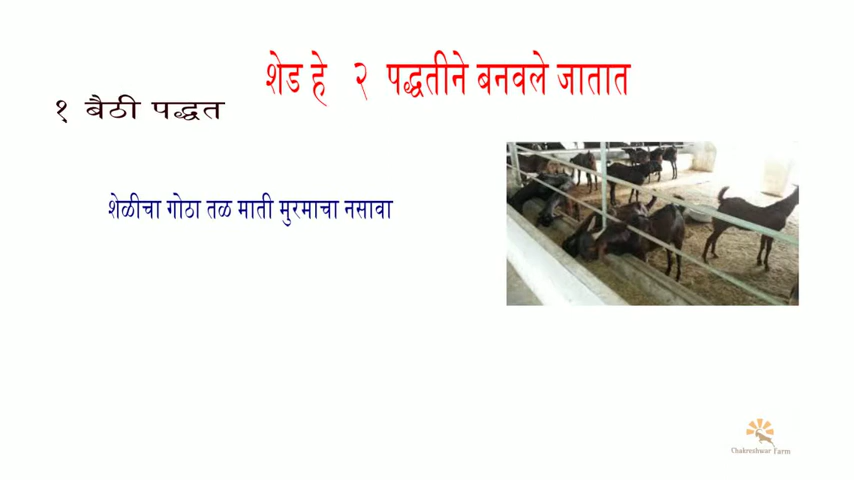 शेड हे २ पद्धतीने बनवले जातात
१ बैठी पद्धत
शेळीचा गोठा तळ माती मुरमाचा नसावा
Chakreshwar Farm